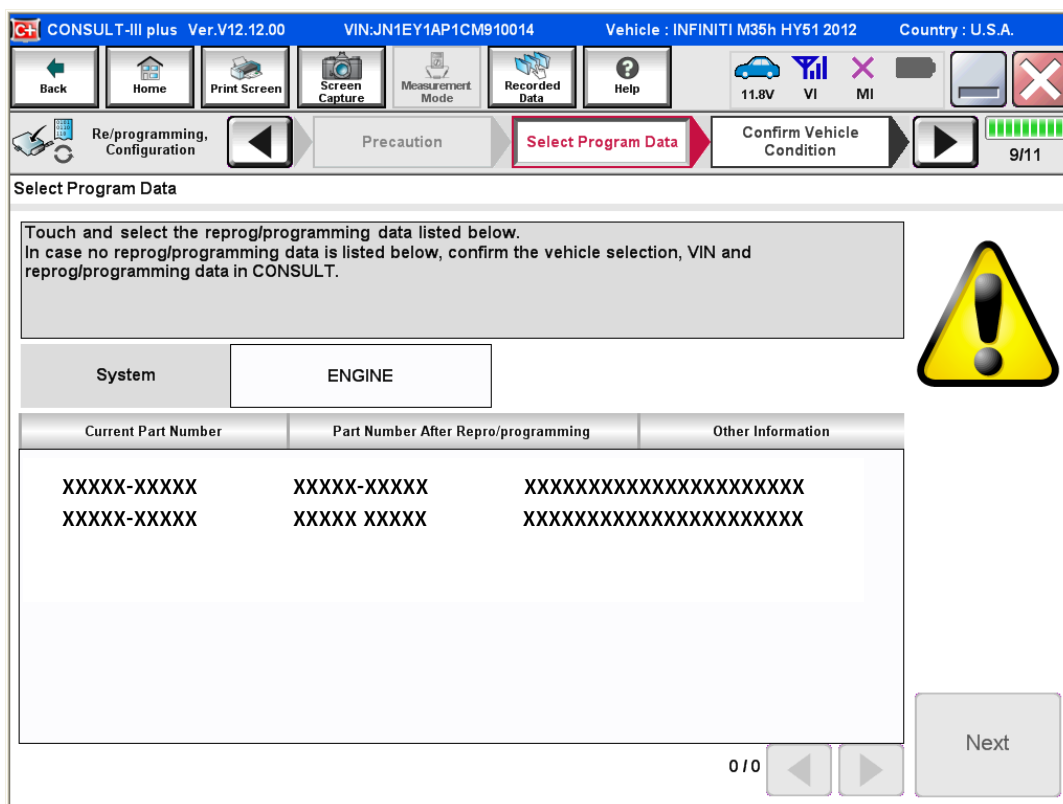 C+ CONSULT-III plus Ver.V12.12.00 VIN:JN1EY1AP1CM910014 Vehicle : INFINITI M35h HY51 2012 Country : U.S.A.
Back
Home
Print Screen
Screen
Capture
Measurement
Mode
Recorded
Data
Help
11.8V
VI
MI
Re/programming,
Configuration
Precaution
Select Program Data
Confirm Vehicle
Condition
9/11
Select Program Data
Touch and select the reprog/programming data listed below.
In case no reprog/programming data is listed below, confirm the vehicle selection, VIN and
reprog/programming data in CONSULT.
System
ENGINE
Current Part Number Part Number After Repro/programming Other Information
XXXXX-XXXXX XXXXX-XXXXX XXXXXXXXXXXXXXXXXXXXXX
XXXXX-XXXXX XXXXX XXXXX XXXXXXXXXXXXXXXXXXXXXX
0/0
Next